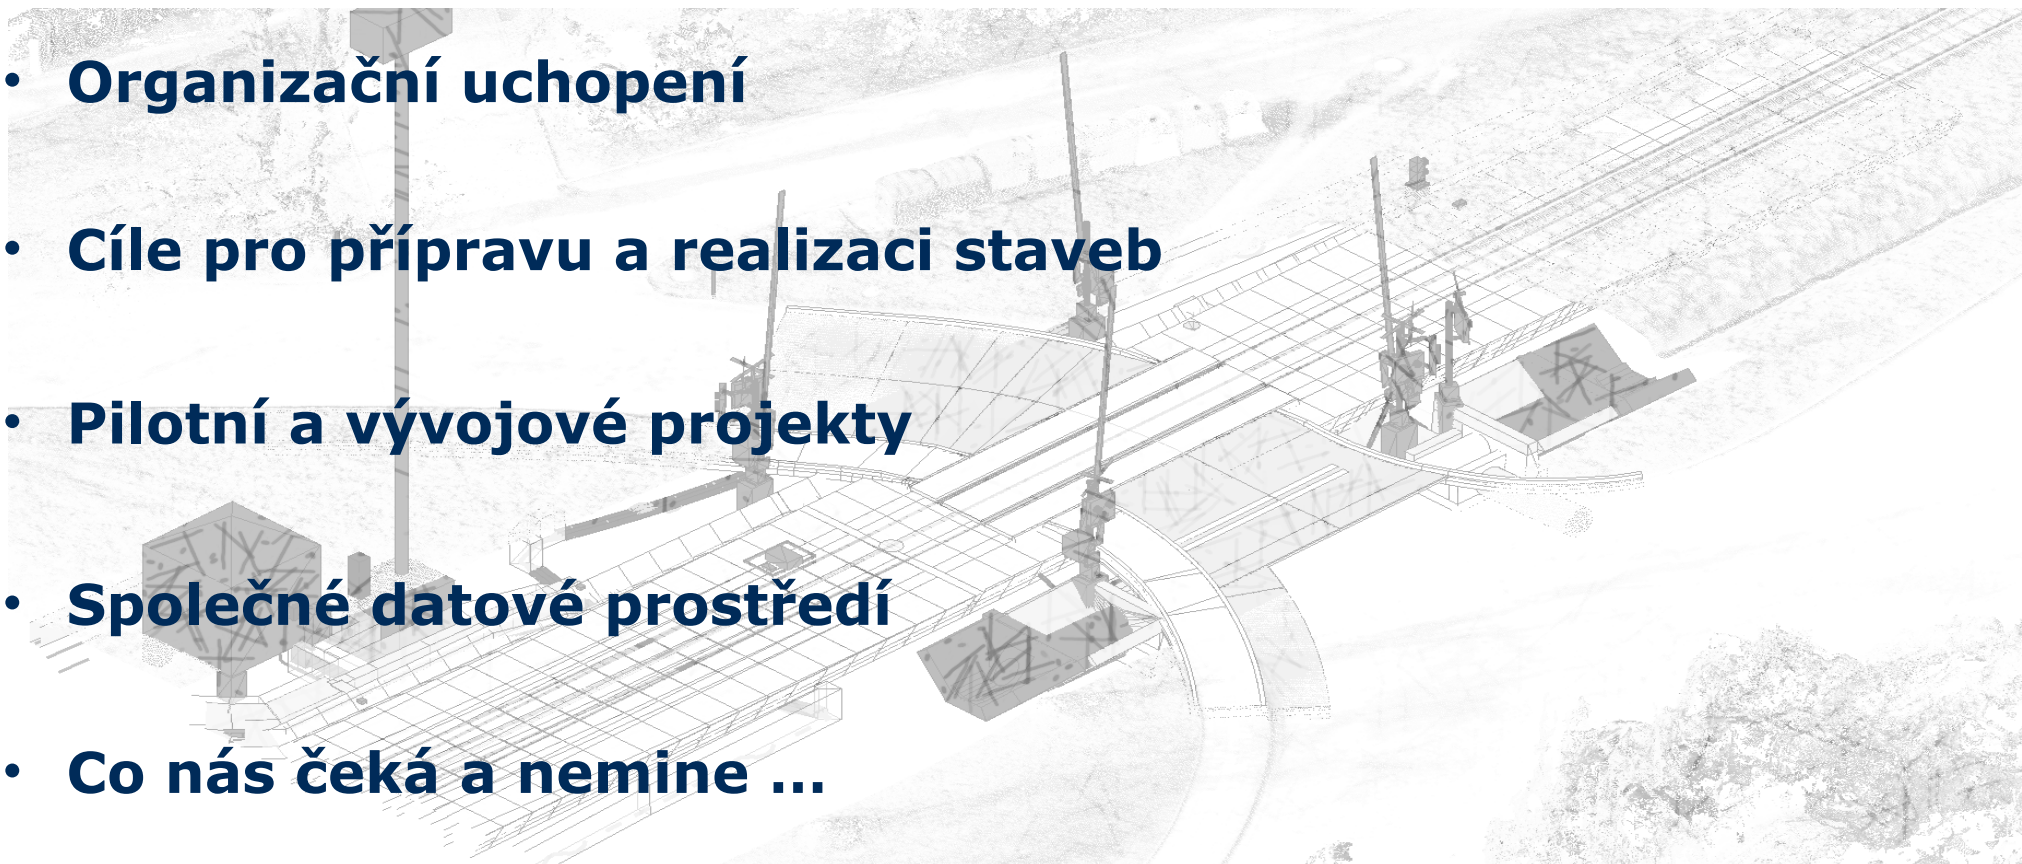 • Organizační uchopení
• Cíle pro přípravu a realizaci staveb
• Pilotní a vývojové projekty
• Společné datové prostředí
• Co nás čeká a nemine ...